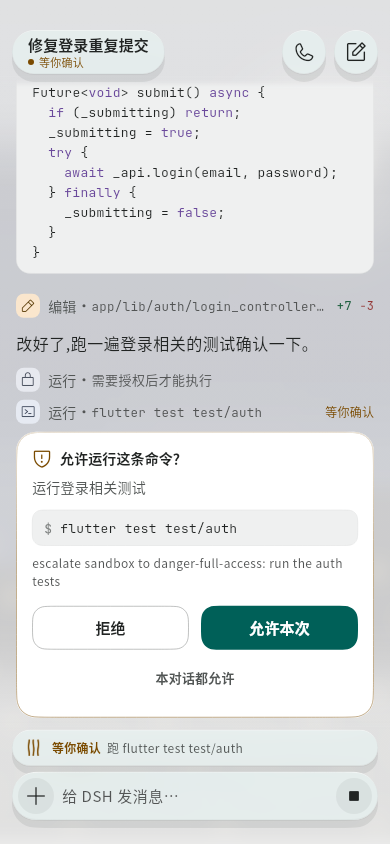 修复登录重复提交
等你确认
Future<void> submit() async {
if (_submitting) return;
_submitting = true;
try {
await _api.login(email, password);
} finally {
_submitting = false;
}
}
编辑 · app/lib/auth/login_controller… +7 -3
改好了,跑一遍登录相关的测试确认一下。
运行 · 需要授权后才能执行
运行 · flutter test test/auth 等你确认
允许运行这条命令?
运行登录相关测试
$ flutter test test/auth
escalate sandbox to danger-full-access: run the auth
tests
拒绝 允许本次
本对话都允许
等你确认 跑 flutter test test/auth
给 DSH 发消息…